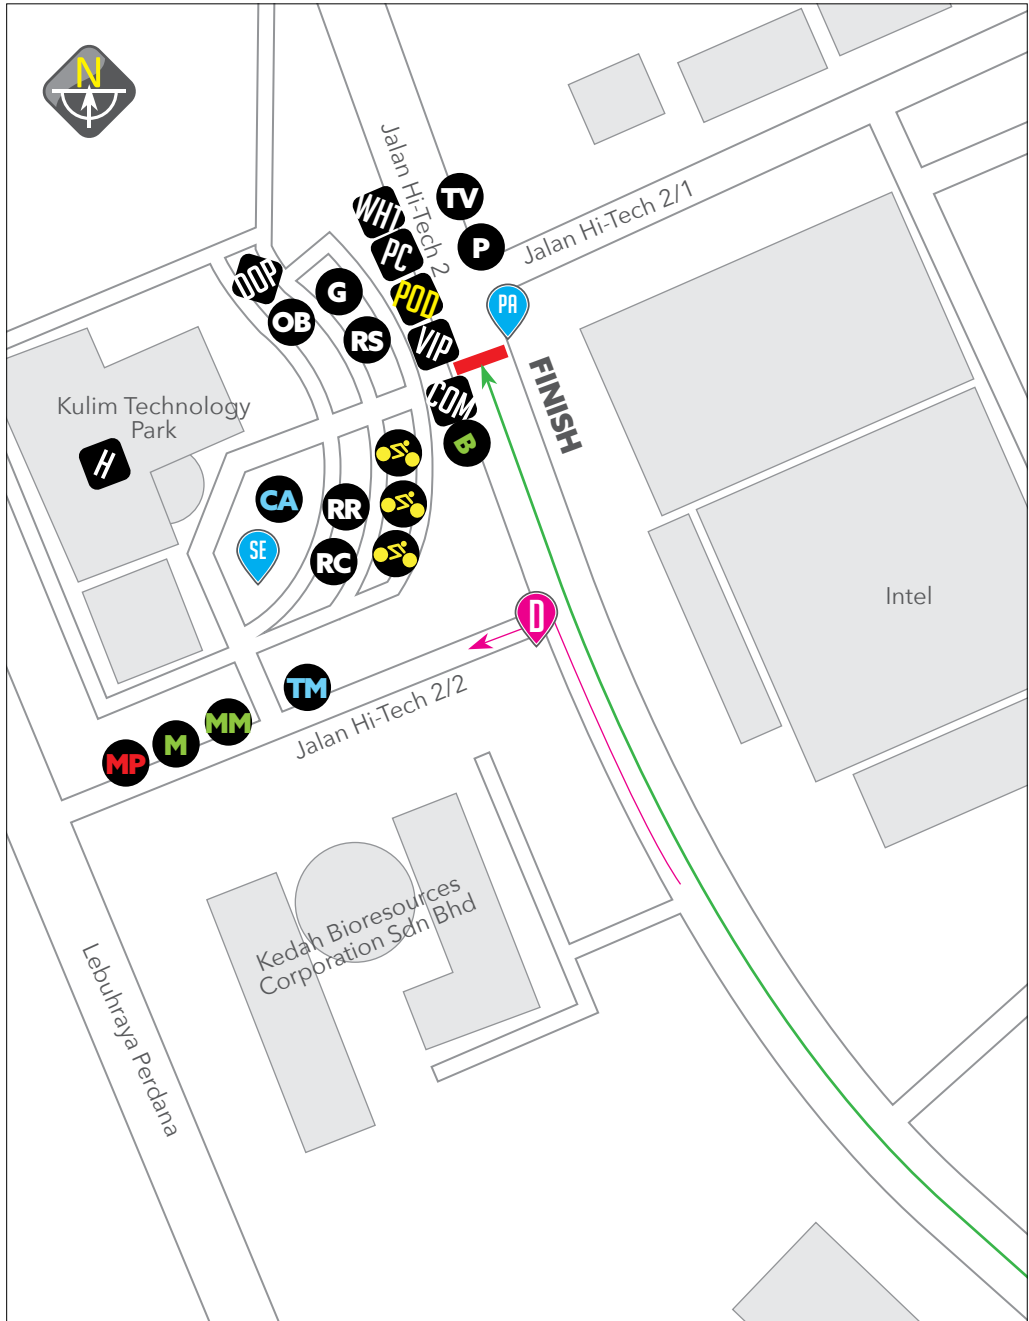 N
Jalan Hi-Tech 2
WHT
TV
PC
P
Jalan Hi-Tech 2/1
DOP
G
POD
PA
OB
RS
VIP
FINISH
COM
Kulim Technology
Park
B
H
CA
RR
SE
RC
Intel
D
TM
Jalan Hi-Tech 2/2
MM
M
MP
Kedah Bioresources
Corporation Sdn Bhd
Lebuhraya Perdana